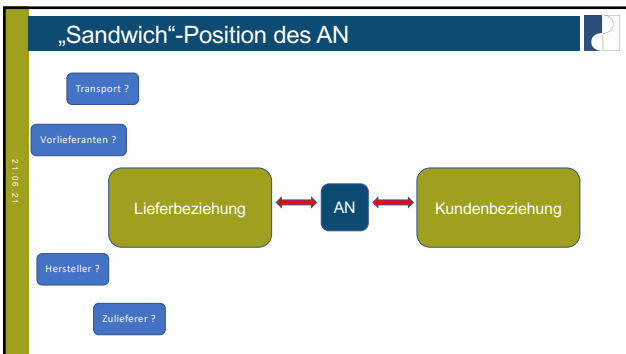 „Sandwich“-Position des AN
Transport ?
Vorlieferanten ?
21.06.21
Lieferbeziehung
AN
Kundenbeziehung
Hersteller ?
Zulieferer ?